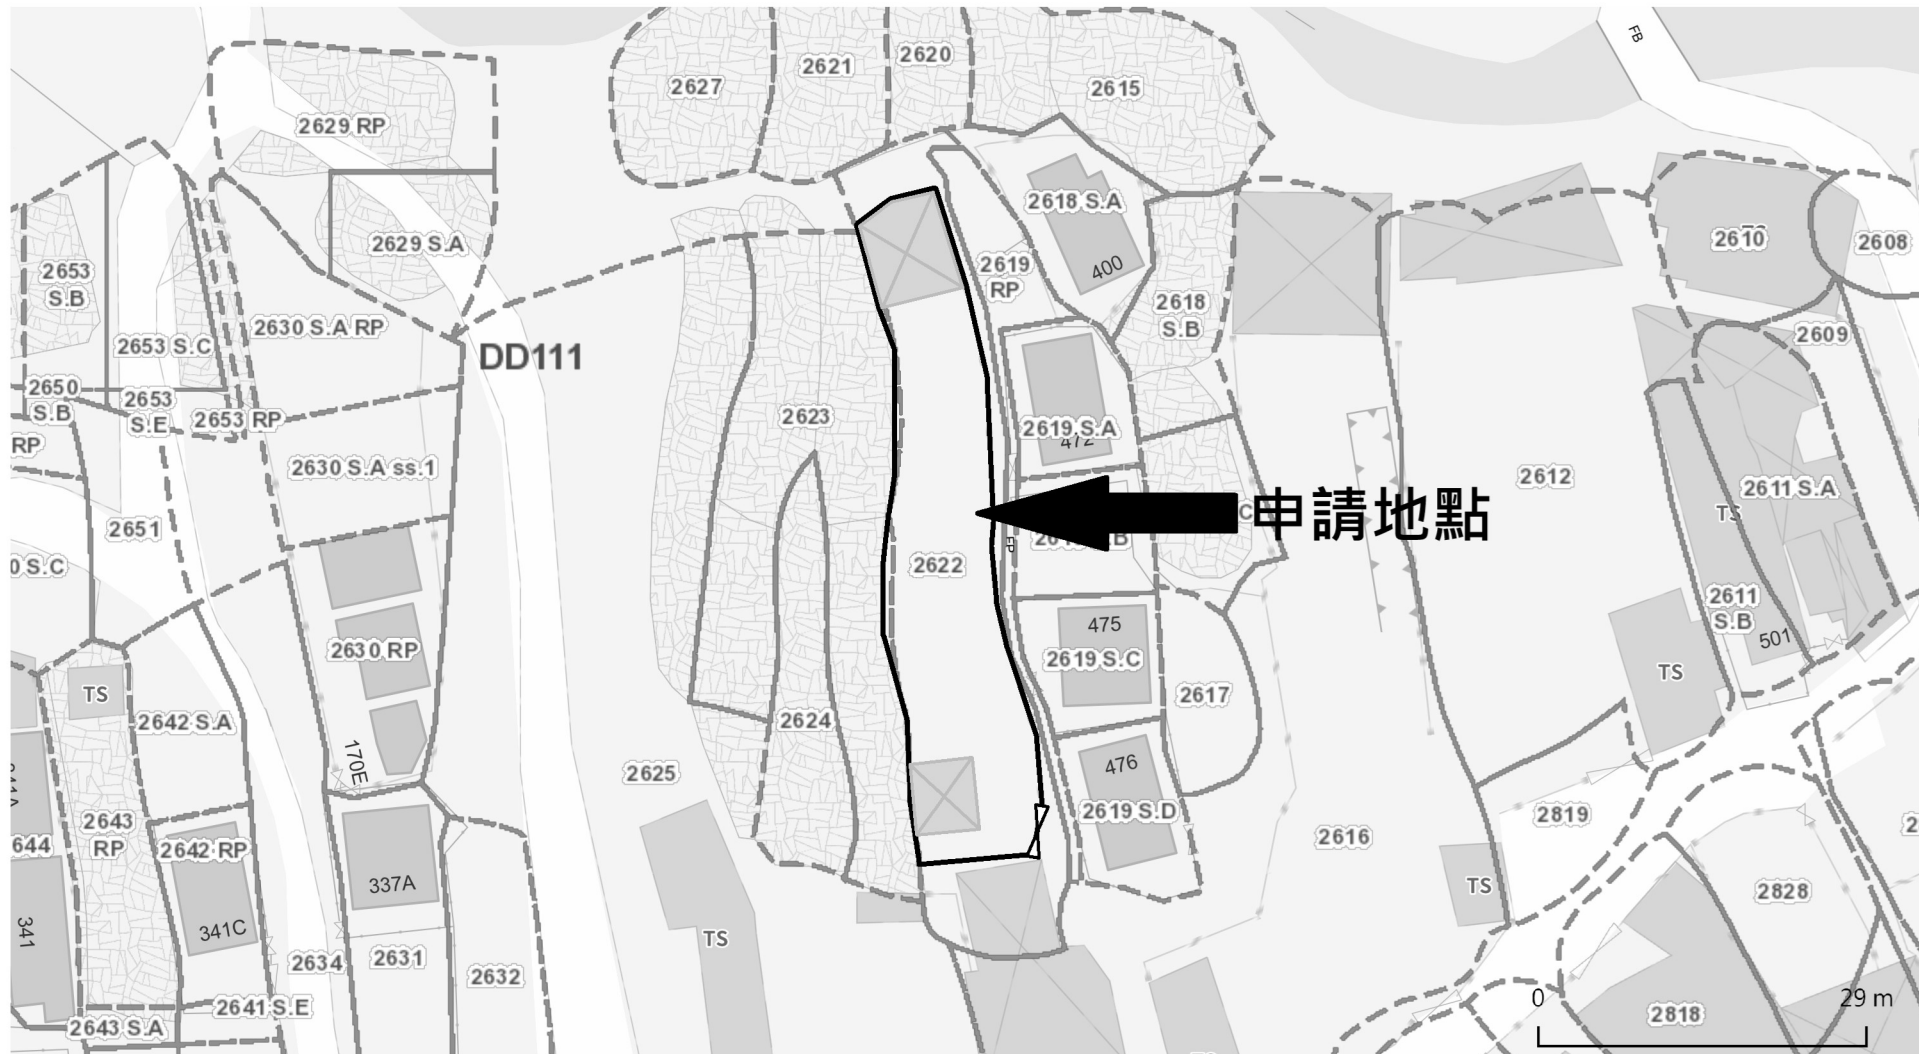 FB
2621
2620
2627
2615
2629 RP
2618 S.A
2610
2608
2629 S.A
2653
S.B
2619
RP
400
2618
S.B
2630 S.A RP
2653 S.C
DD111
2609
2650
S.B
2653
S.E
2653 RP
2623
2619 S.A
472
RP
2630 S.A ss.1
2612
2611 S.A
TS
2651
申請地點
C
FP
0 S.C
2622
2611
S.B
475
501
2630 RP
2619 S.C
TS
TS
2617
2642 S.A
2624
170E
2625
476
2643
RP
2619 S.D
2819
2616
644
2642 RP
337A
TS
2828
341
341C
TS
2634
2631
2632
2641 S.E
0
29 m
2643 S.A
2818